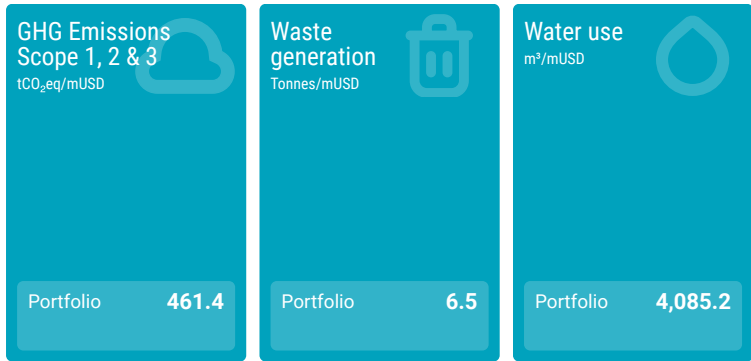 GHG Emissions
Scope 1, 2 & 3
tCO₂eq/mUSD
Portfolio 461.4
Waste
generation
Tonnes/mUSD
Portfolio 6.5
Water use
m³/mUSD
Portfolio 4,085.2